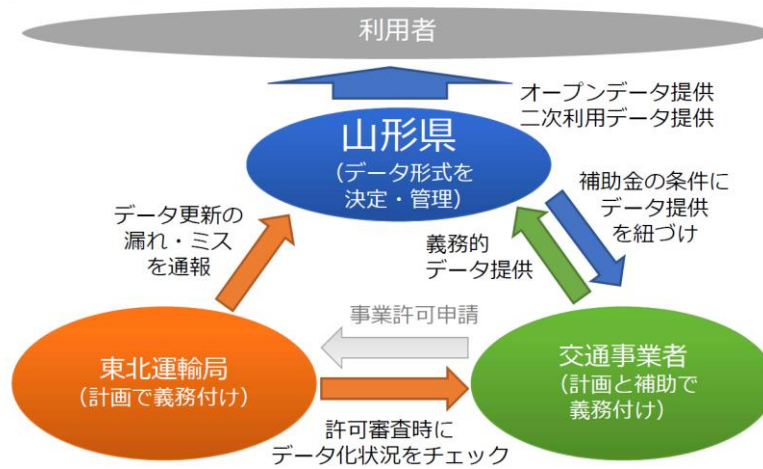 利用者
オープンデータ提供
二次利用データ提供
山形県
(データ形式を
決定・管理)
補助金の条件に
データ提供
を紐づけ
データ更新の
漏れ・ミス
を通報
義務的
データ提供
事業許可申請
東北運輸局
(計画で義務付け)
交通事業者
(計画と補助で
義務付け)
許可審査時に
データ化状況をチェック